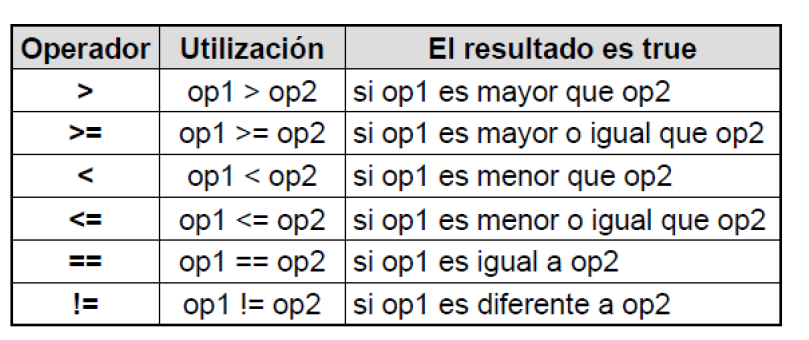 Operador Utilización El resultado es true
> op1 > op2 si op1 es mayor que op2
>= op1 >= op2 si op1 es mayor o igual que op2
< op1 < op2 si op1 es menor que op2
<= op1 <= op2 si op1 es menor o igual que op2
== op1 == op2 si op1 es igual a op2
!= op1 != op2 si op1 es diferente a op2